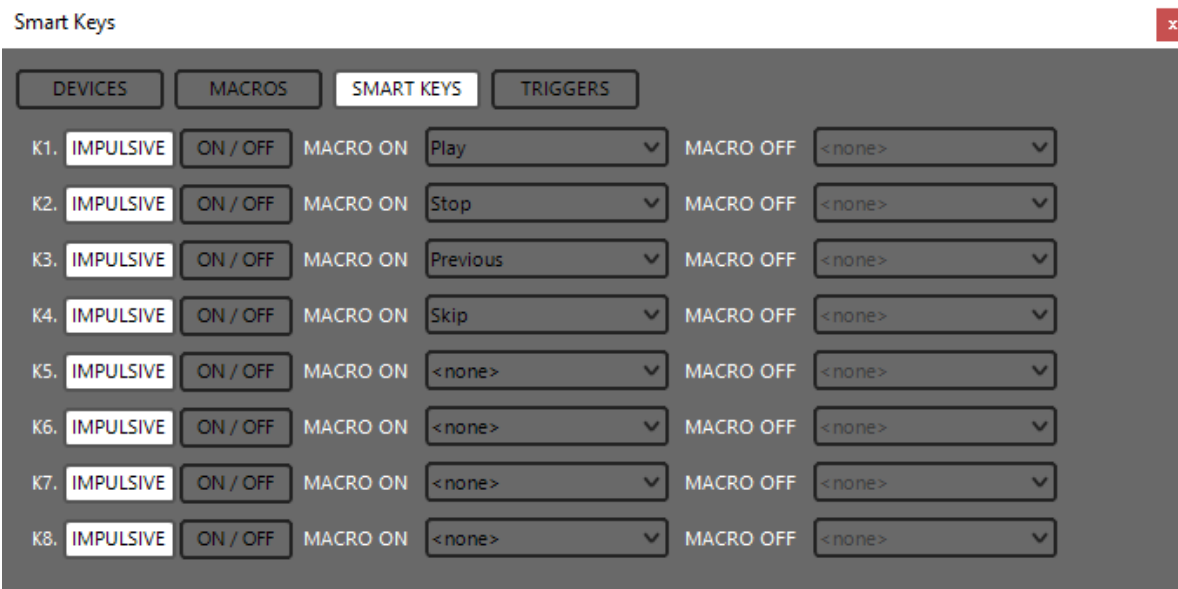 Smart Keys x
DEVICES MACROS SMART KEYS TRIGGERS
K1. IMPULSIVE ON / OFF MACRO ON Play MACRO OFF <none>
K2. IMPULSIVE ON / OFF MACRO ON Stop MACRO OFF <none>
K3. IMPULSIVE ON / OFF MACRO ON Previous MACRO OFF <none>
K4. IMPULSIVE ON / OFF MACRO ON Skip MACRO OFF <none>
K5. IMPULSIVE ON / OFF MACRO ON <none> MACRO OFF <none>
K6. IMPULSIVE ON / OFF MACRO ON <none> MACRO OFF <none>
K7. IMPULSIVE ON / OFF MACRO ON <none> MACRO OFF <none>
K8. IMPULSIVE ON / OFF MACRO ON <none> MACRO OFF <none>